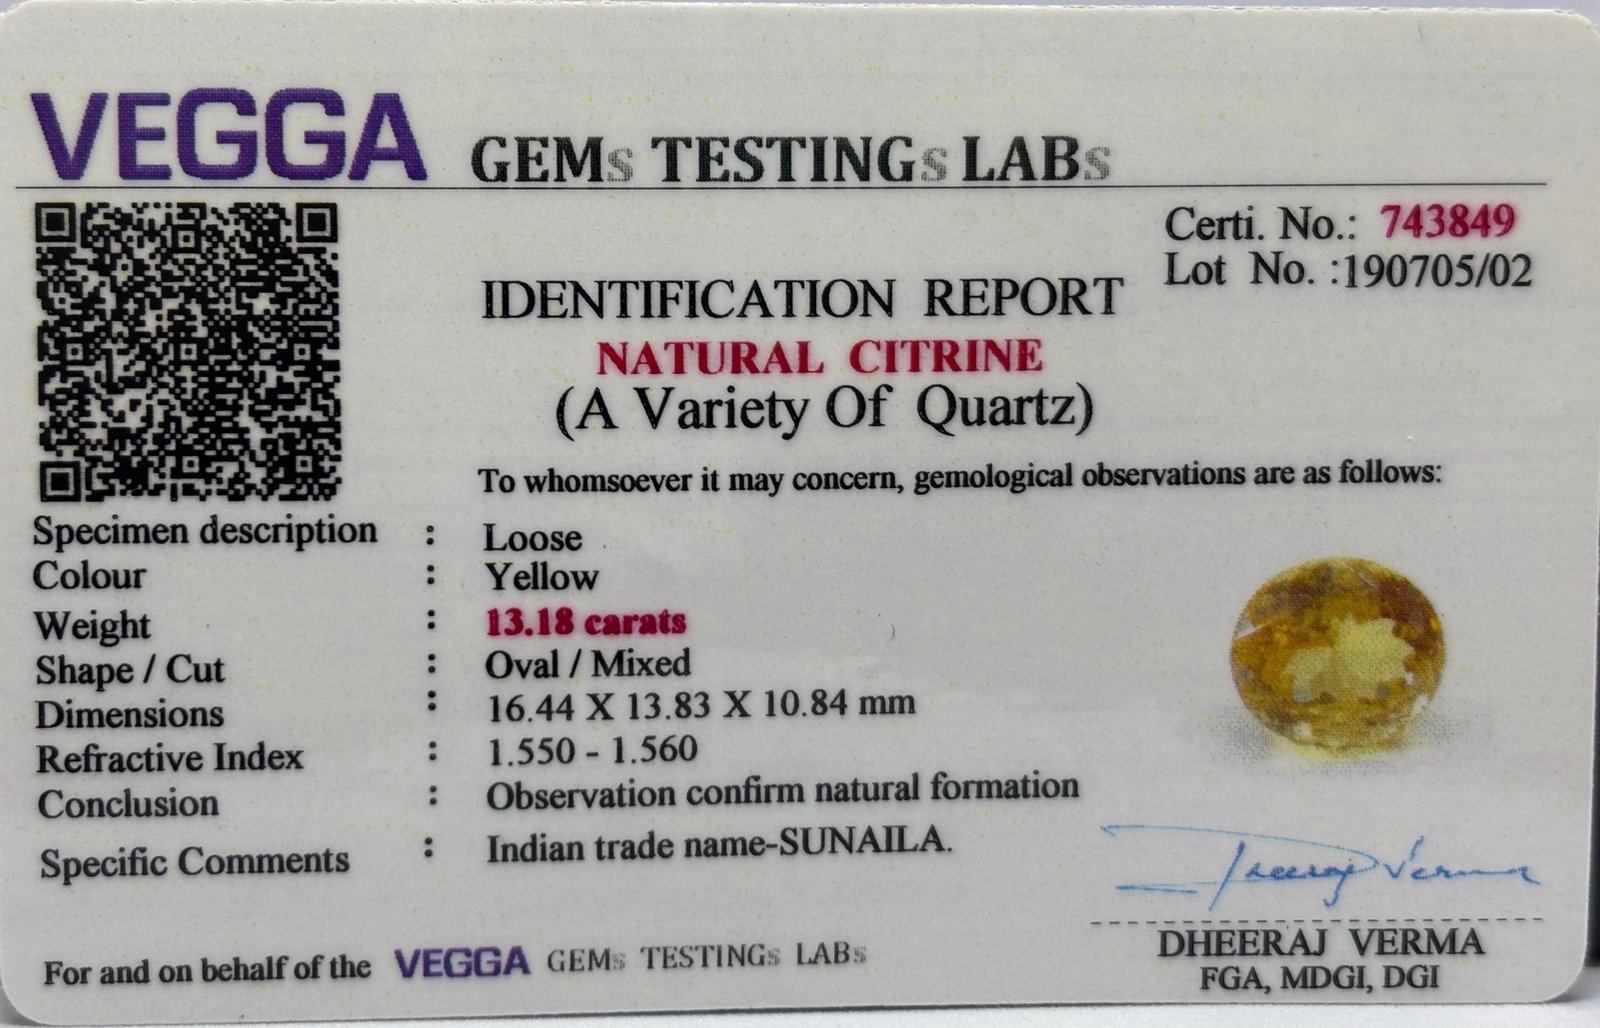 VEGGA GEMs TESTINGs LABs
Certi. No.: 743849
Lot No. :190705/02
IDENTIFICATION REPORT
NATURAL CITRINE
(A Variety Of Quartz)
To whomsoever it may concern, gemological observations are as follows:
Specimen description : Loose
Colour : Yellow
Weight : 13.18 carats
Shape / Cut : Oval / Mixed
Dimensions : 16.44 X 13.83 X 10.84 mm
Refractive Index : 1.550 - 1.560
Conclusion : Observation confirm natural formation
Specific Comments : Indian trade name-SUNAILA.
Dheeraj Verma
DHEERAJ VERMA
FGA, MDGI, DGI
For and on behalf of the VEGGA GEMs TESTINGs LABs